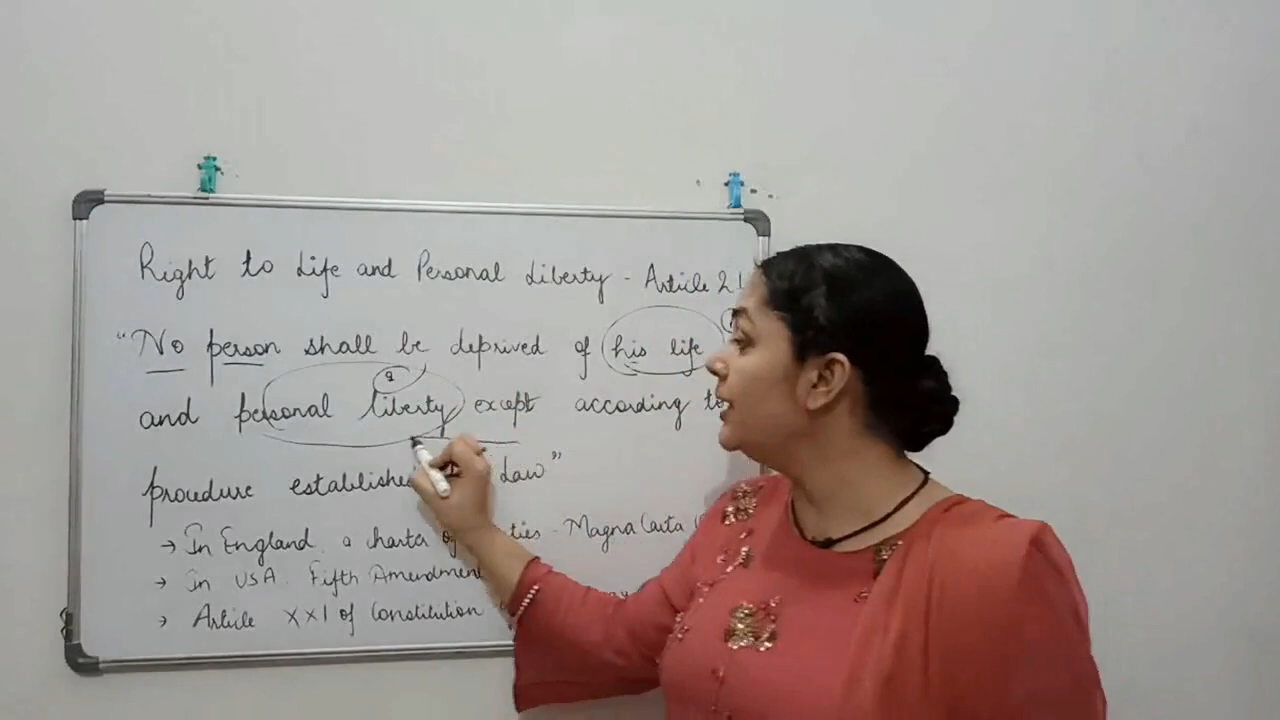 Right to Life and Personal Liberty - Article 21
"No person shall be deprived of his life
and personal liberty except according to
procedure established Law"
→ In England a charta of - Magna Carta
→ In USA Fifth Amendment
→ Article XXI of Constitution